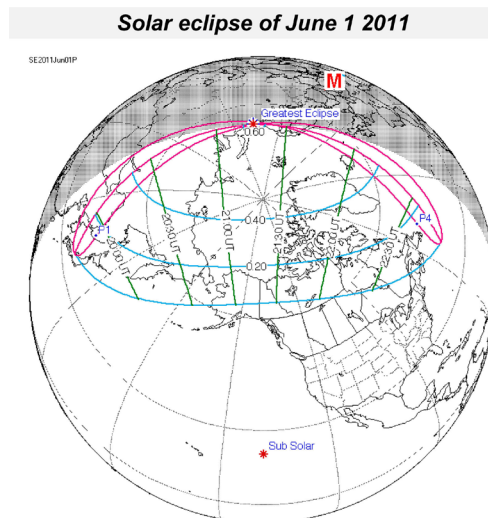 Solar eclipse of June 1 2011
SE2011Jun01P
M
Greatest Eclipse
0.60
P1
P4
20:00 UT
20:30 UT
21:00 UT
21:30 UT
22:00 UT
22:30 UT
0.40
0.20
Sub Solar